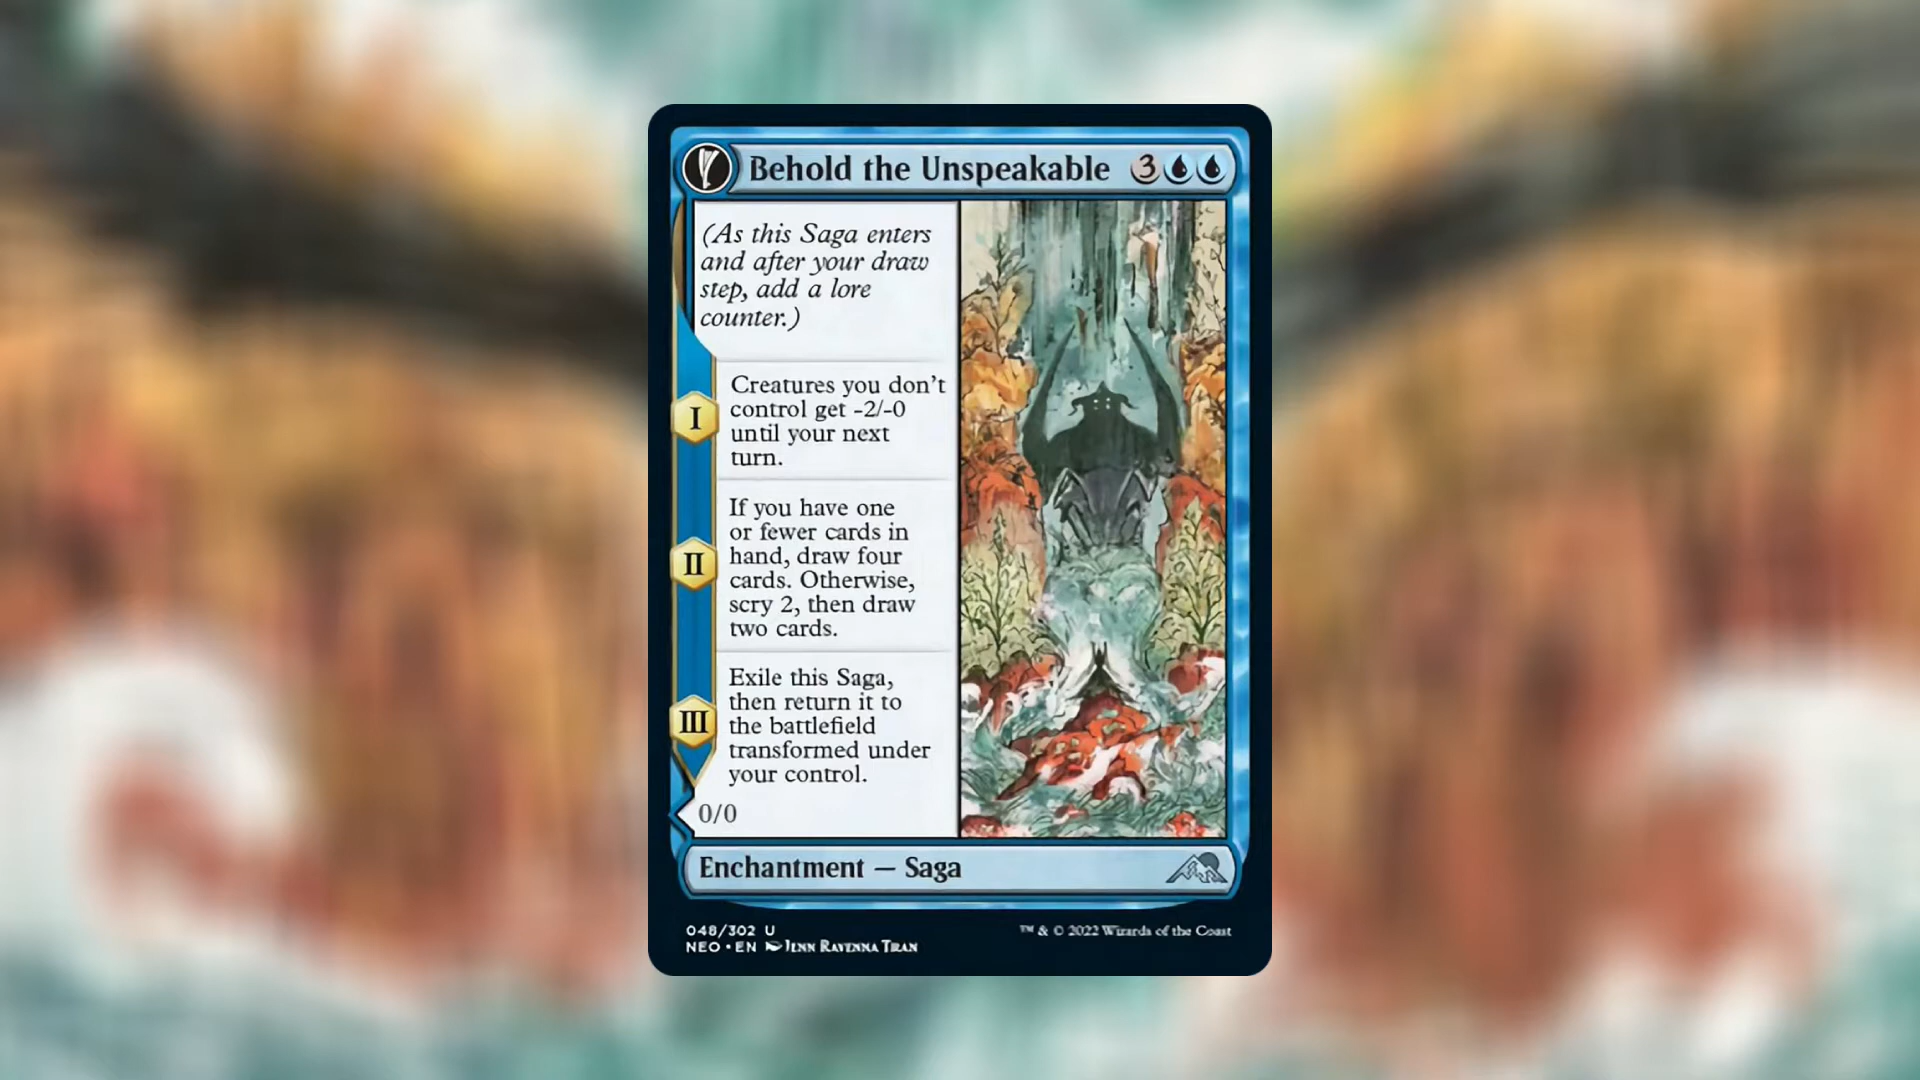 Behold the Unspeakable 3
(As this Saga enters
and after your draw
step, add a lore
counter.)
I
Creatures you don't
control get -2/-0
until your next
turn.
II
If you have one
or fewer cards in
hand, draw four
cards. Otherwise,
scry 2, then draw
two cards.
III
Exile this Saga,
then return it to
the battlefield
transformed under
your control.
0/0
Enchantment — Saga
048/302 U
NEO • EN Jenn Ravenna Tran
™ & © 2022 Wizards of the Coast